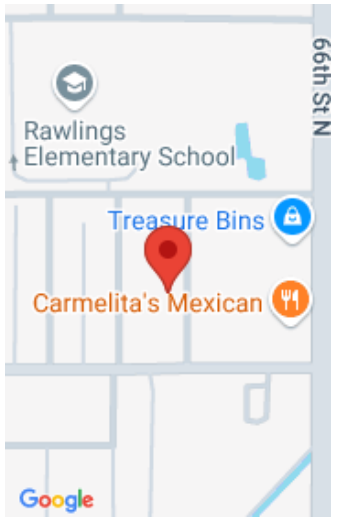 66th St N
Rawlings
Elementary School
Treasure Bins
Carmelita's Mexican
Google